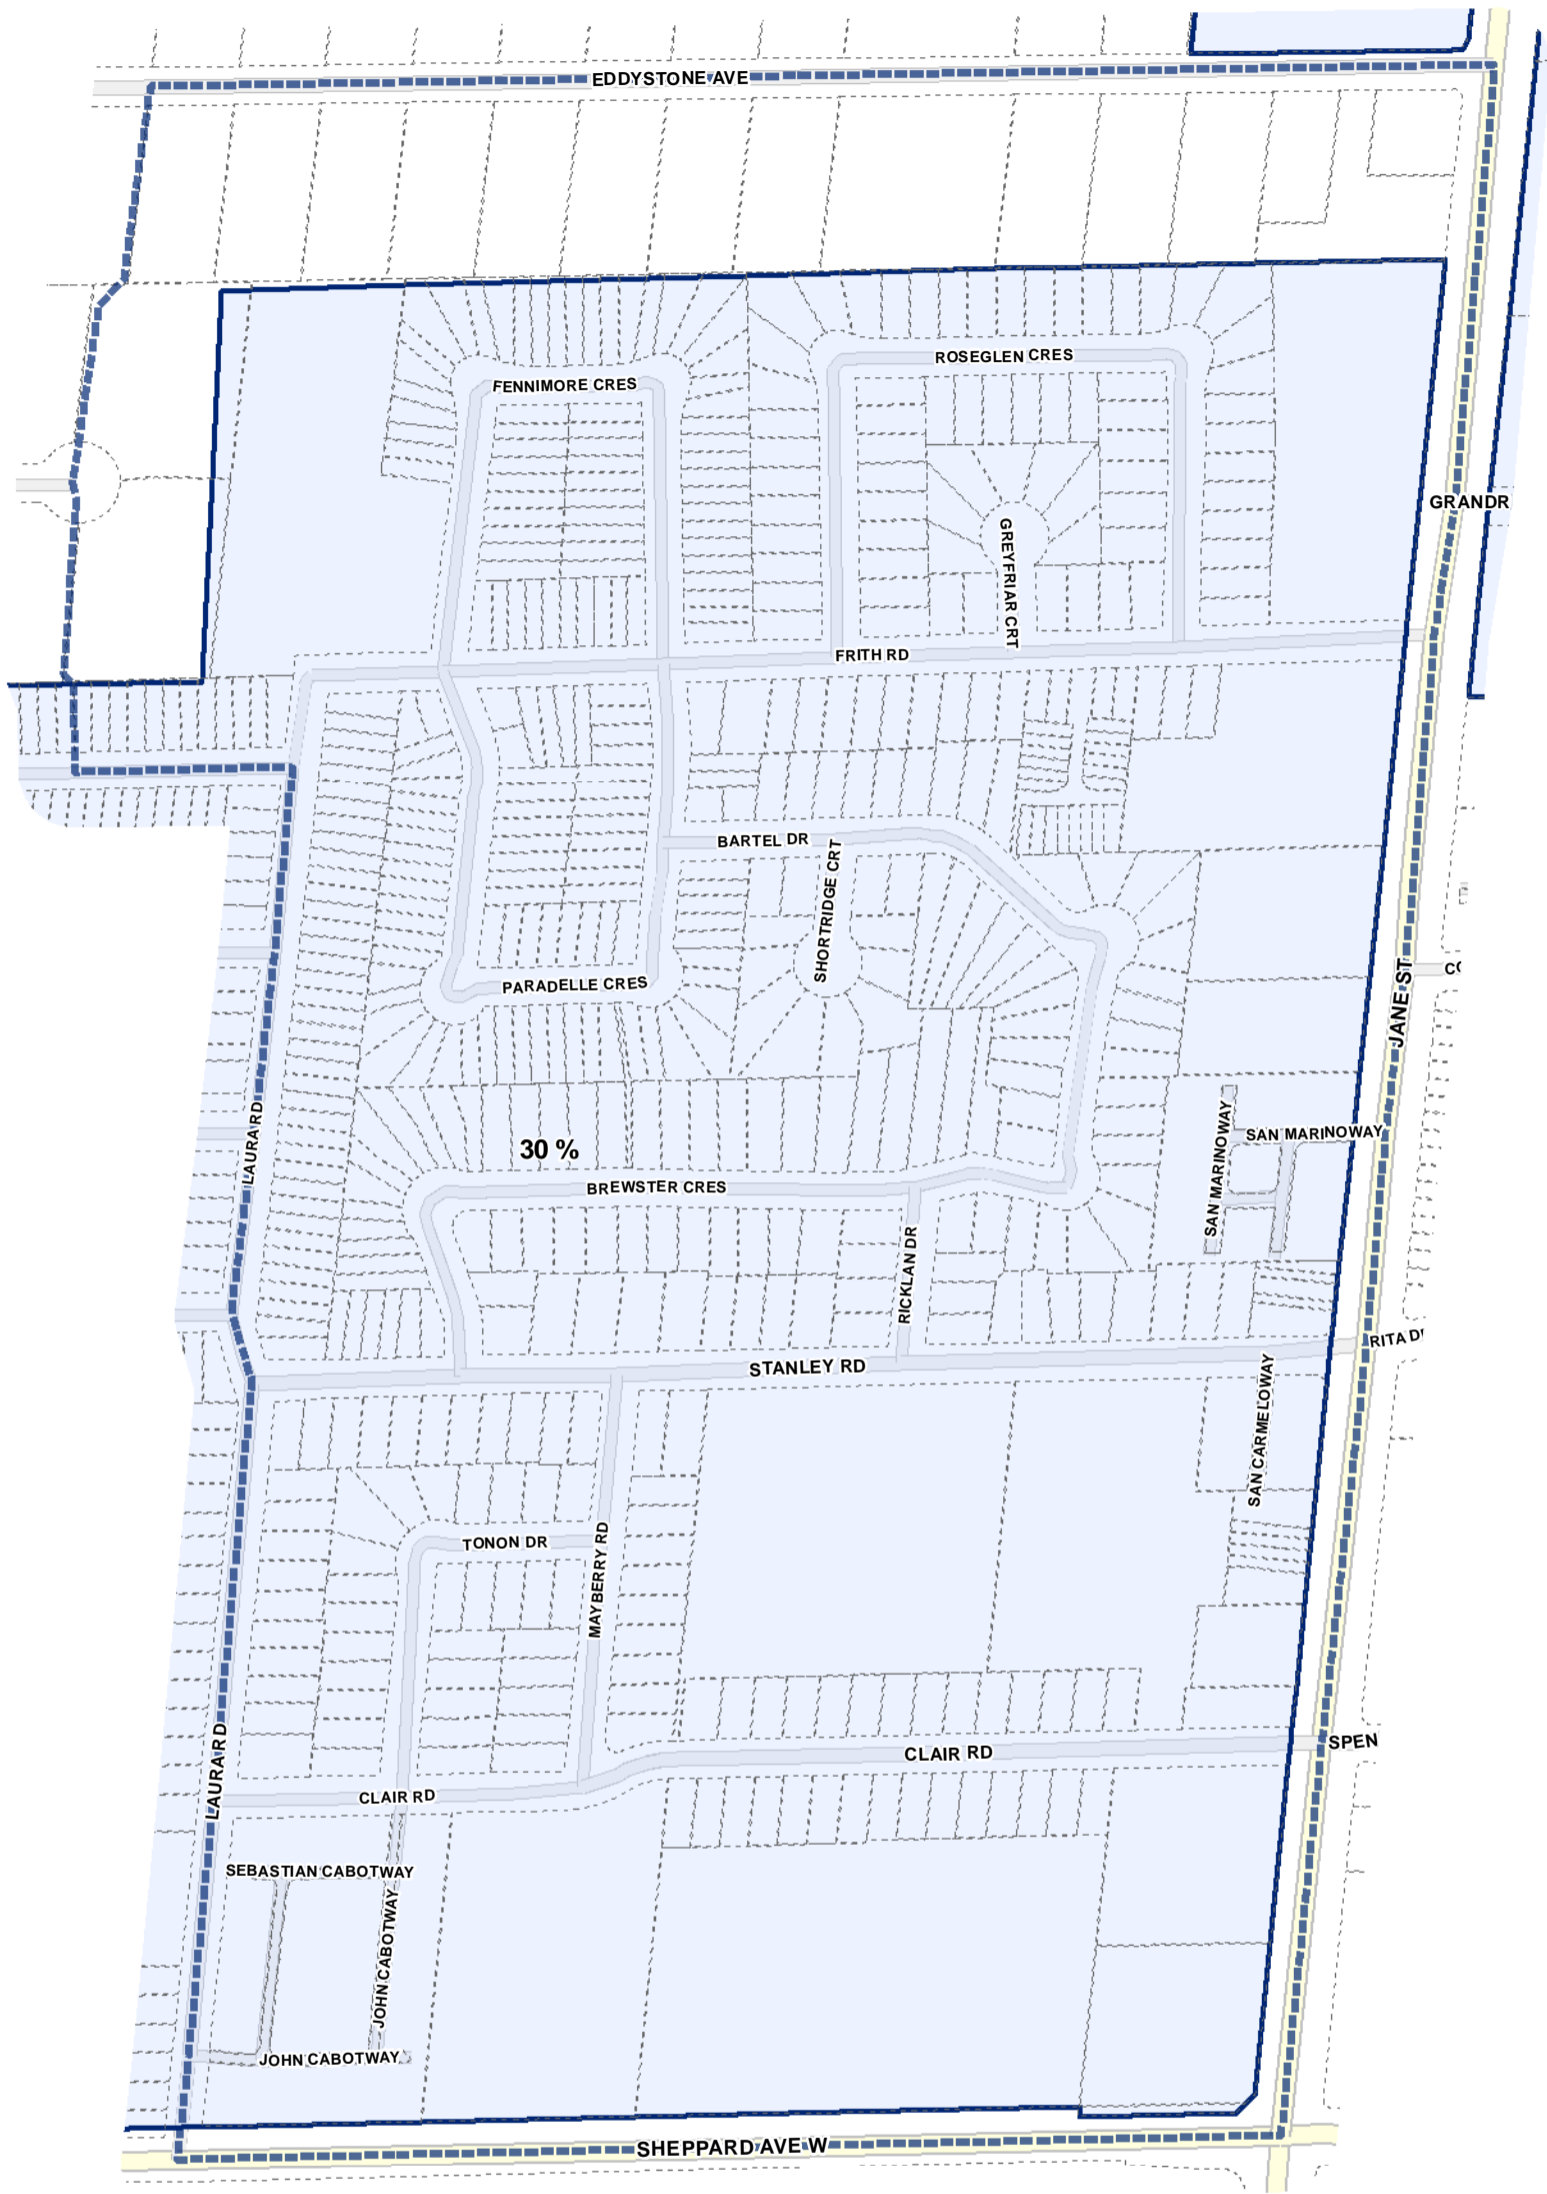 EDDYSTONE AVE
ROSEGLEN CRES
FENNIMORE CRES
GRANDR
GREYFRIAR CRT
FRITH RD
BARTEL DR
SHORTRIDGE CRT
PARADELLE CRES
CO
JANE ST
LAURA RD
SAN MARINOWAY
SAN MARINOWAY
30 %
BREWSTER CRES
RICKLAN DR
RITA DR
STANLEY RD
SAN CARMELOWAY
TONON DR
MAYBERRY RD
LAURA RD
SPEN
CLAIR RD
CLAIR RD
SEBASTIAN CABOTWAY
JOHN CABOTWAY
JOHN CABOTWAY
SHEPPARD AVE W